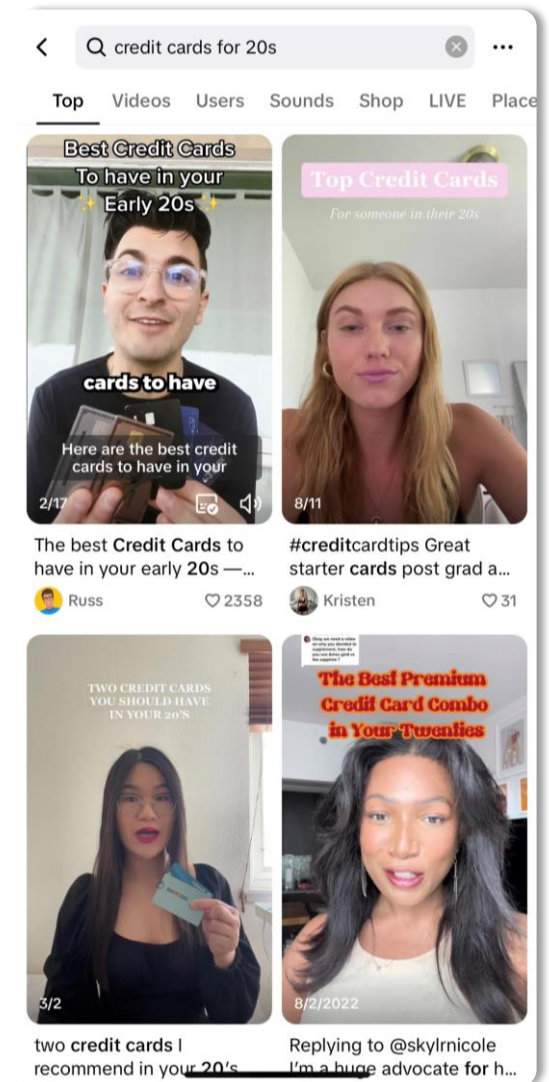 credit cards for 20s
Top Videos Users Sounds Shop LIVE Place
Best Credit Cards
To have in your
✨ Early 20s ✨
cards to have
Here are the best credit
cards to have in your
2/17
The best Credit Cards to
have in your early 20s —...
Russ 2358
Top Credit Cards
For someone in their 20s
8/11
#creditcardtips Great
starter cards post grad a...
Kristen 31
TWO CREDIT CARDS
YOU SHOULD HAVE
IN YOUR 20'S
3/2
two credit cards I
recommend in your 20's
The Best Premium
Credit Card Combo
in Your Twenties
8/2/2022
Replying to @skylrnicole
I'm a huge advocate for h...